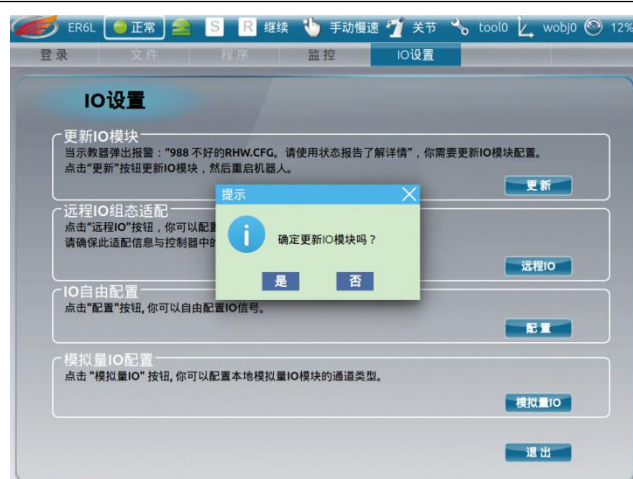 ER6L 正常 S R 继续 手动慢速 关节 tool0 wobj0 12%
登录 文件 程序 监控 IO设置
IO设置
更新IO模块
当示教器弹出报警："988 不好的RHW.CFG。请使用状态报告了解详情"，你需要更新IO模块配置。
点击"更新"按钮更新IO模块，然后重启机器人。
更新
提示
确定更新IO模块吗？
是 否
远程IO组态适配
点击"远程IO"按钮，你可以配
请确保此适配信息与控制器中的
远程IO
IO自由配置
点击"配置"按钮, 你可以自由配置IO信号。
配置
模拟量IO配置
点击 "模拟量IO" 按钮, 你可以配置本地模拟量IO模块的通道类型。
模拟量IO
退出